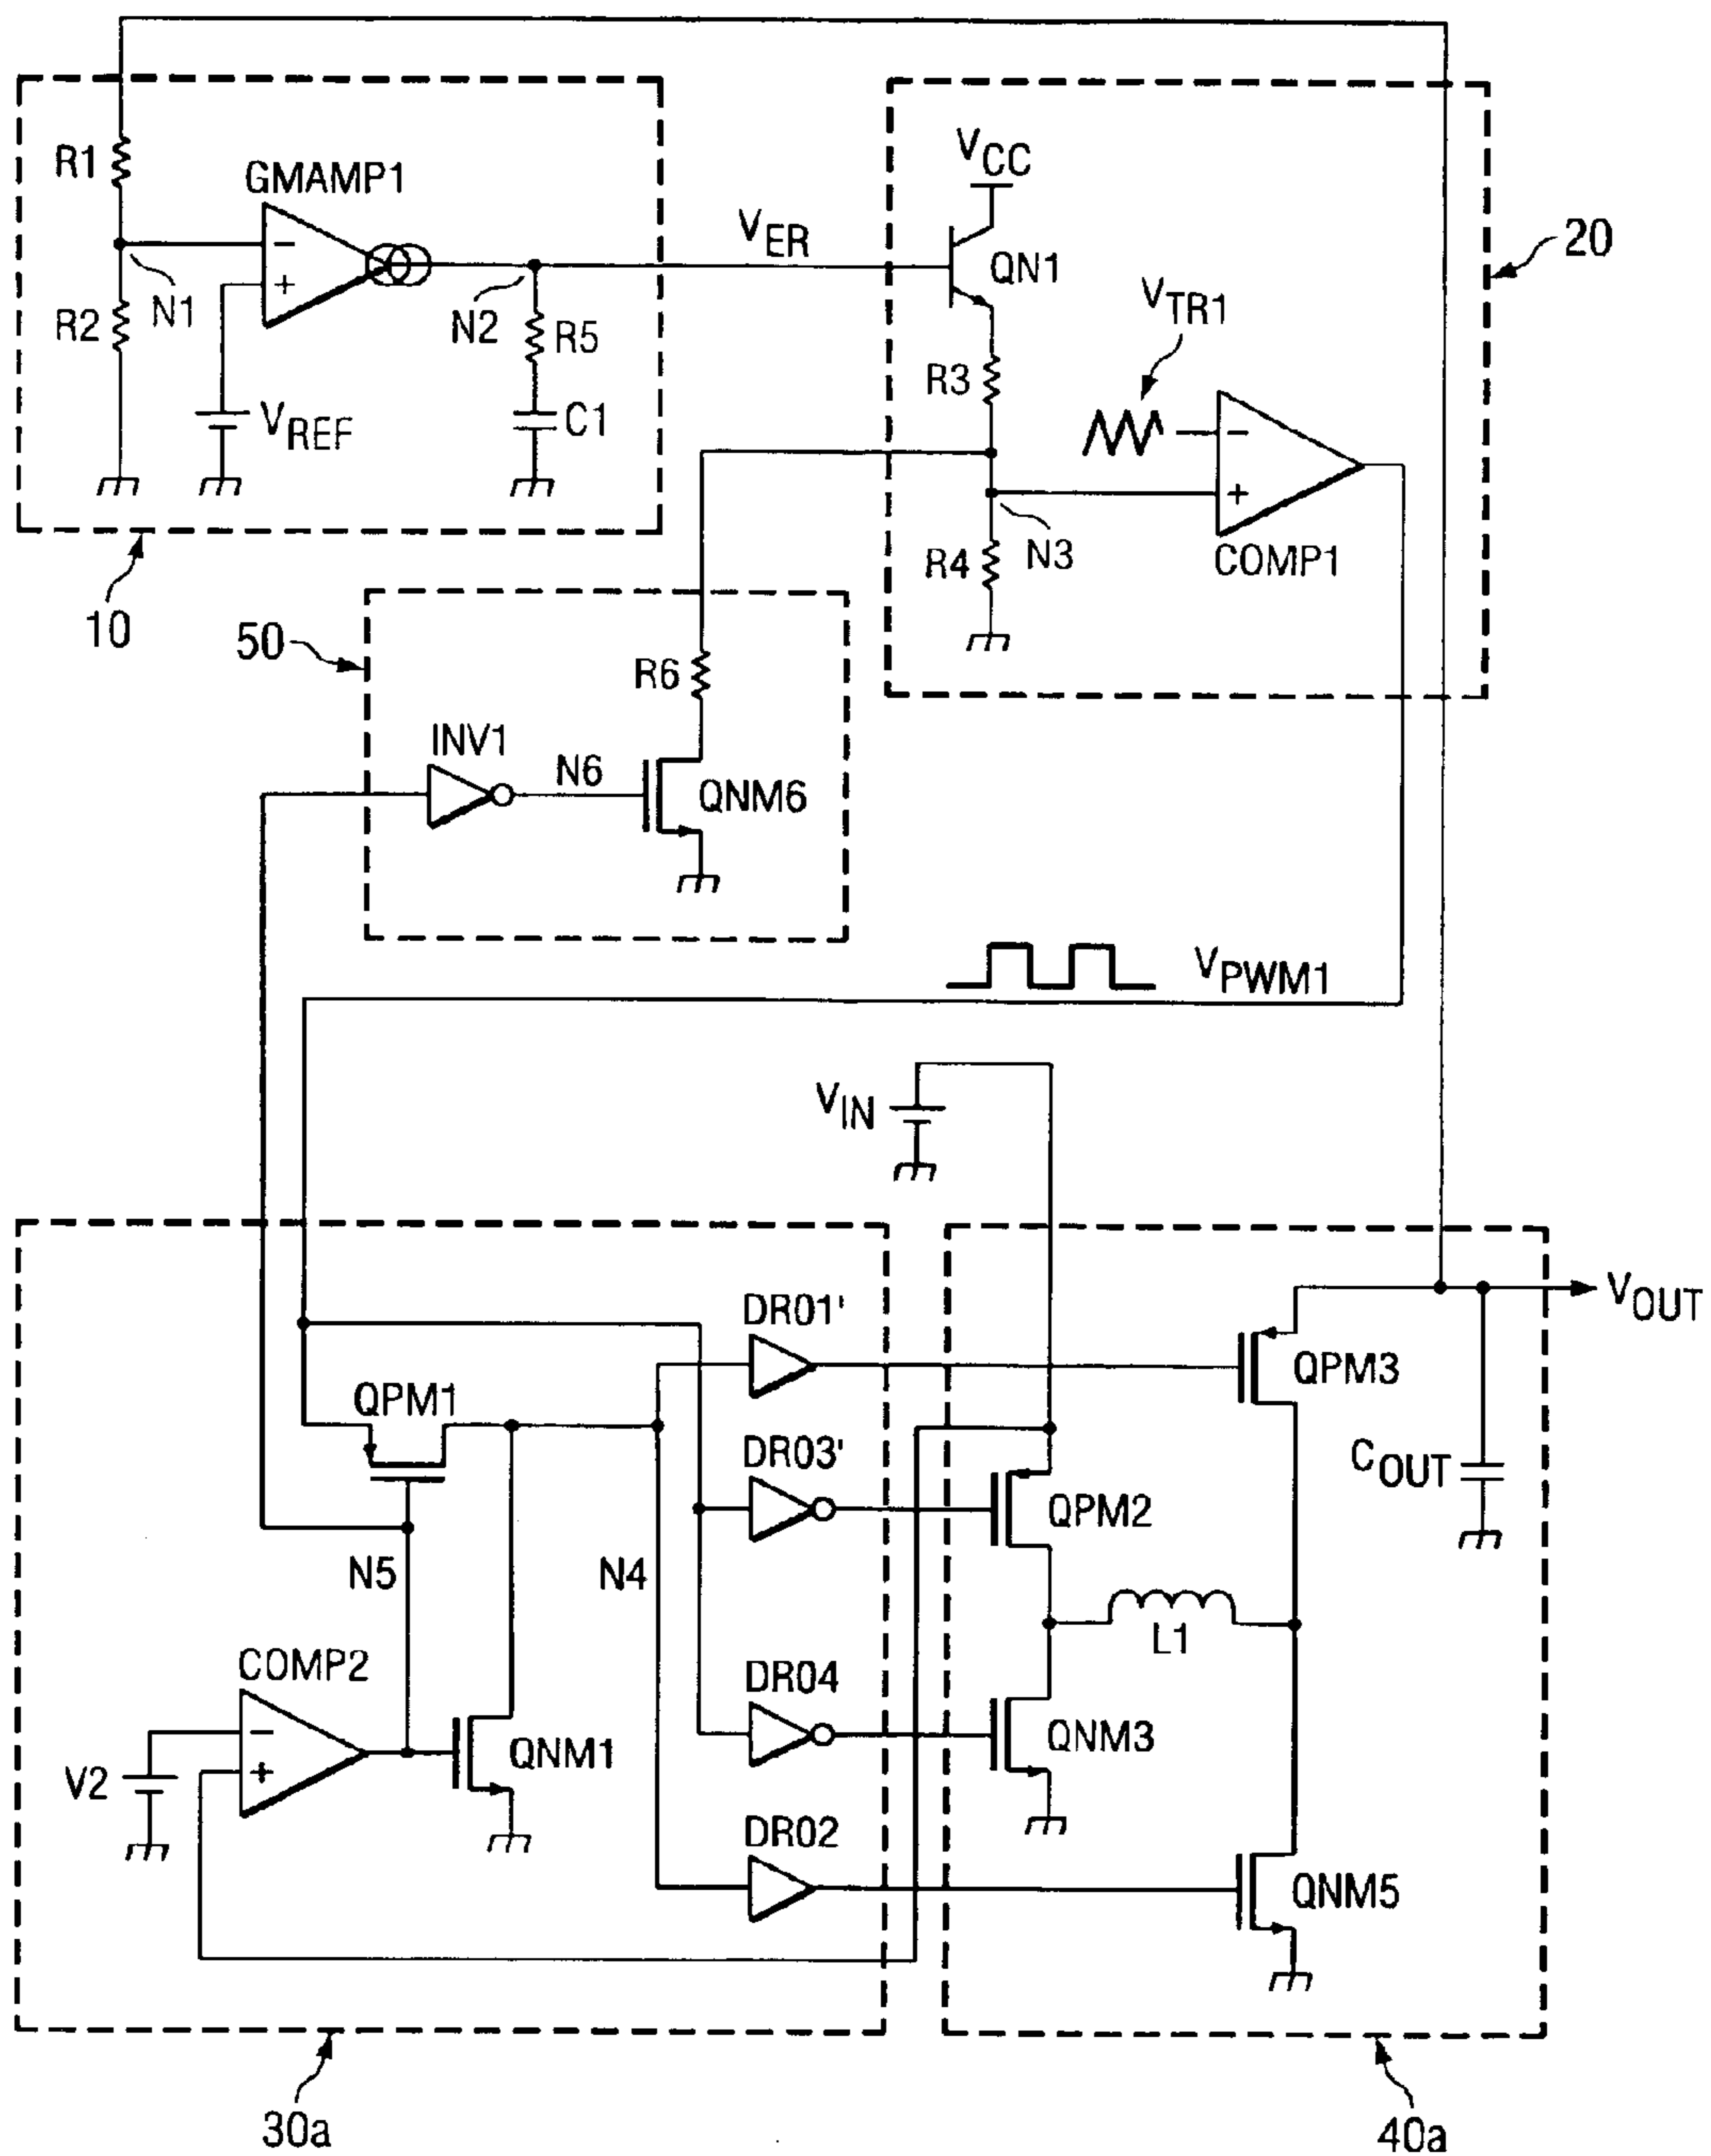 R1
GMAMP1
−
+
N1
R2
VREF
N2
R5
C1
VER
10
VCC
QN1
20
VTR1
R3
−
+
N3
R4
COMP1
50
R6
INV1
N6
QNM6
VPWM1
VIN
DR01'
QPM3
VOUT
COUT
QPM1
DR03'
QPM2
N5
N4
L1
COMP2
−
+
V2
QNM1
DR04
QNM3
DR02
QNM5
30a
40a